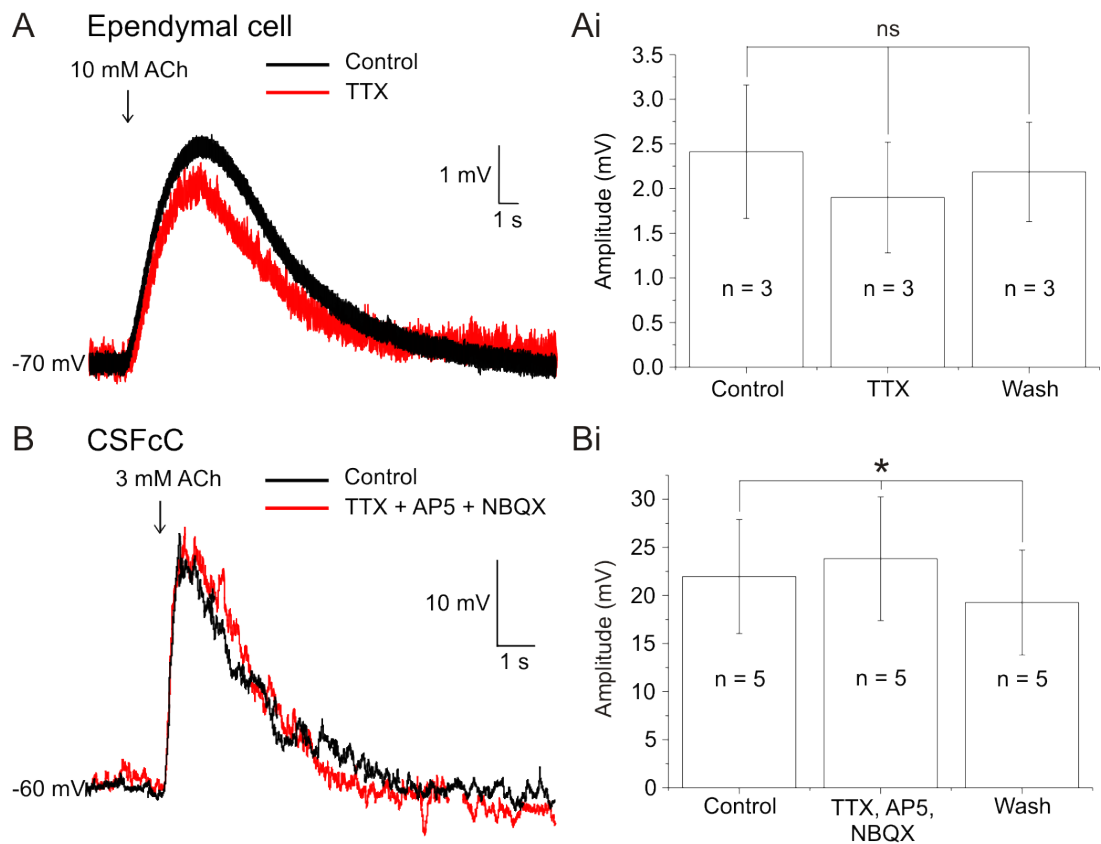 A
Ependymal cell
10 mM ACh
Control
TTX
1 mV
1 s
-70 mV
Ai
ns
Amplitude (mV)
3.5
3.0
2.5
2.0
1.5
1.0
0.5
0.0
n = 3
n = 3
n = 3
Control
TTX
Wash
B
CSFcC
3 mM ACh
Control
TTX + AP5 + NBQX
10 mV
1 s
-60 mV
Bi
*
Amplitude (mV)
30
25
20
15
10
5
0
n = 5
n = 5
n = 5
Control
TTX, AP5,
NBQX
Wash